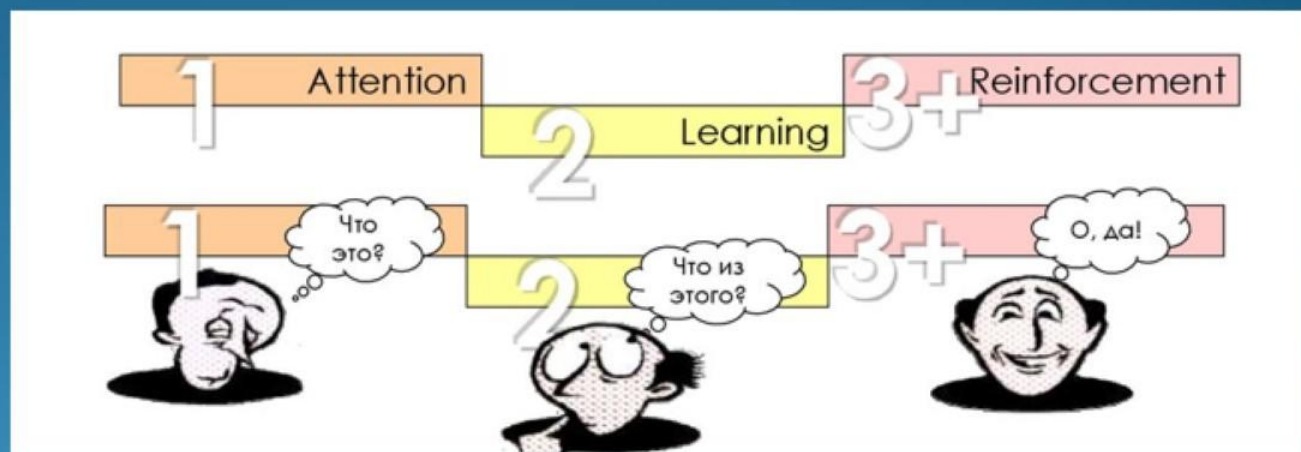 1 Attention
2 Learning
3+ Reinforcement
1
Что
это?
2
Что из
этого?
3+
О, да!